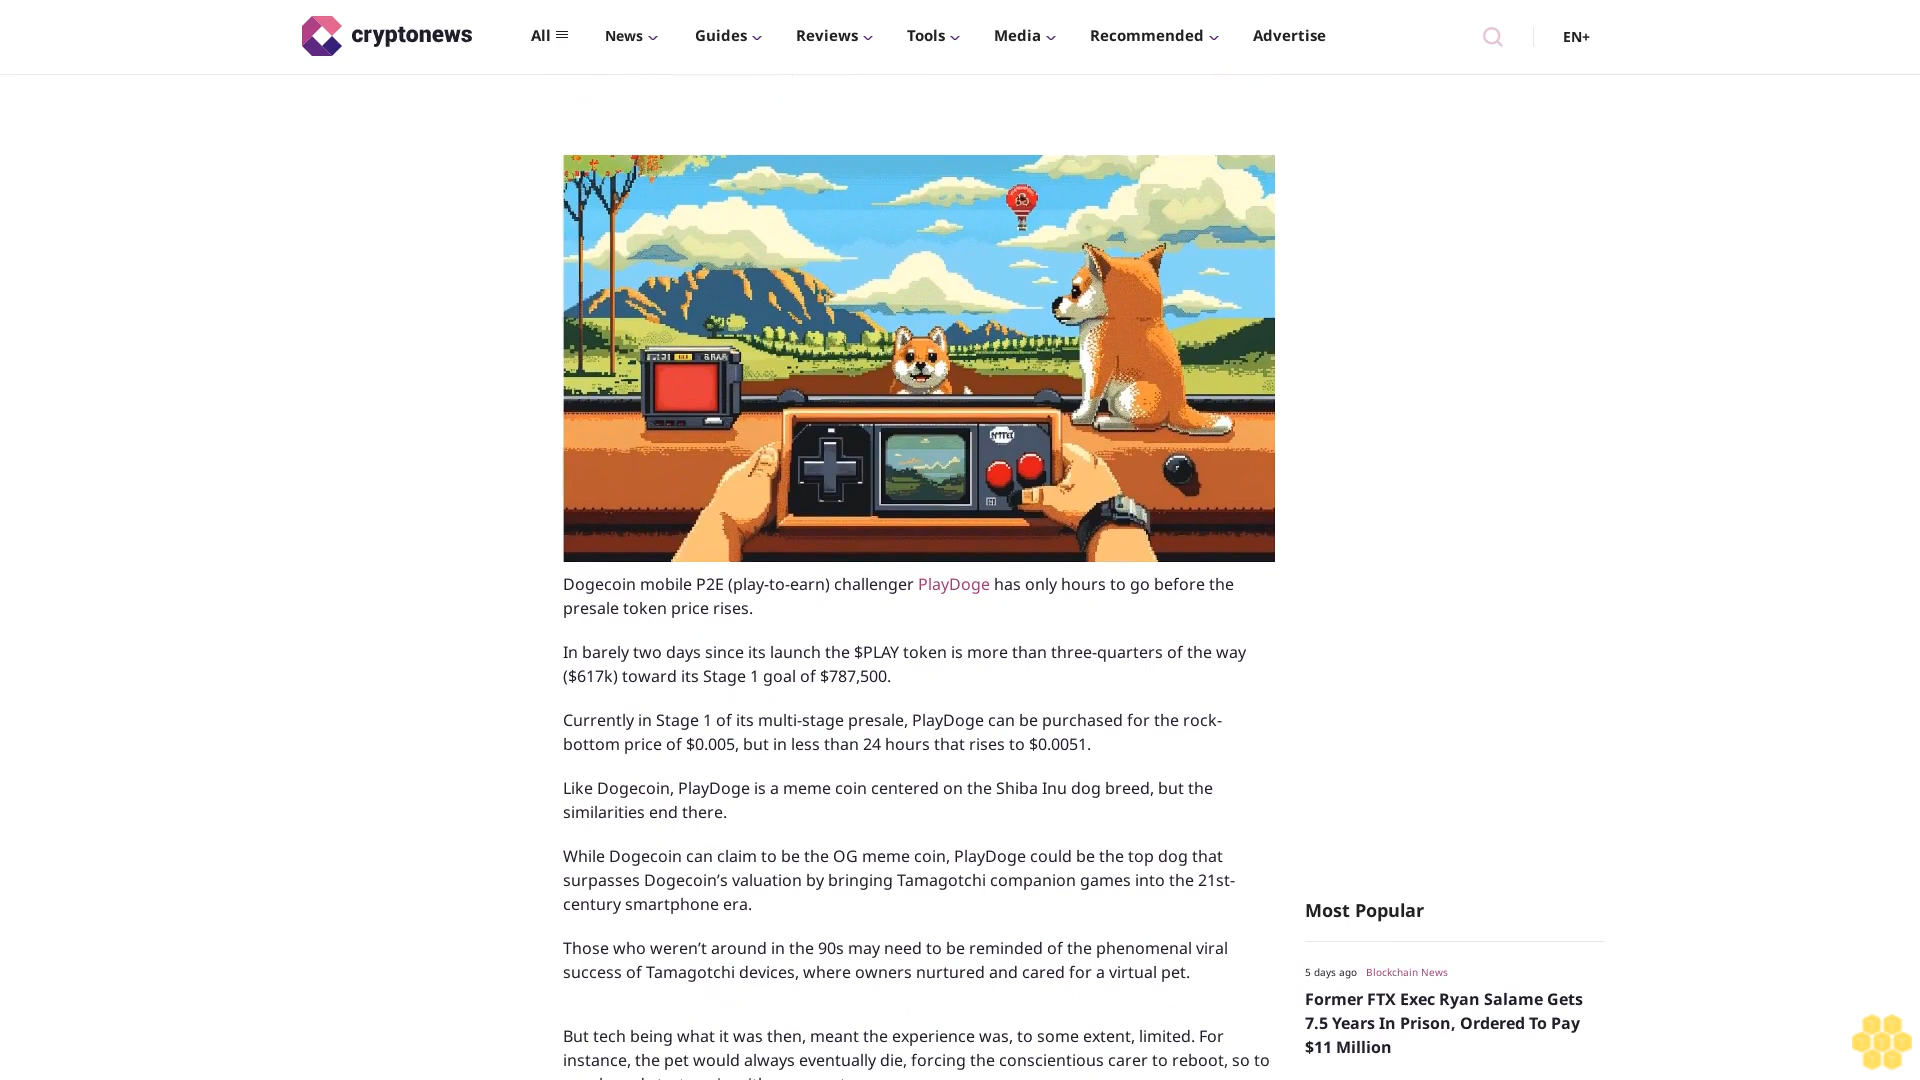 cryptonews
All
News
Guides
Reviews
Tools
Media
Recommended
Advertise
EN+
Dogecoin mobile P2E (play-to-earn) challenger PlayDoge has only hours to go before the
presale token price rises.
In barely two days since its launch the $PLAY token is more than three-quarters of the way
($617k) toward its Stage 1 goal of $787,500.
Currently in Stage 1 of its multi-stage presale, PlayDoge can be purchased for the rock-
bottom price of $0.005, but in less than 24 hours that rises to $0.0051.
Like Dogecoin, PlayDoge is a meme coin centered on the Shiba Inu dog breed, but the
similarities end there.
While Dogecoin can claim to be the OG meme coin, PlayDoge could be the top dog that
surpasses Dogecoin’s valuation by bringing Tamagotchi companion games into the 21st-
century smartphone era.
Those who weren’t around in the 90s may need to be reminded of the phenomenal viral
success of Tamagotchi devices, where owners nurtured and cared for a virtual pet.
But tech being what it was then, meant the experience was, to some extent, limited. For
instance, the pet would always eventually die, forcing the conscientious carer to reboot, so to
Most Popular
5 days ago Blockchain News
Former FTX Exec Ryan Salame Gets
7.5 Years In Prison, Ordered To Pay
$11 Million